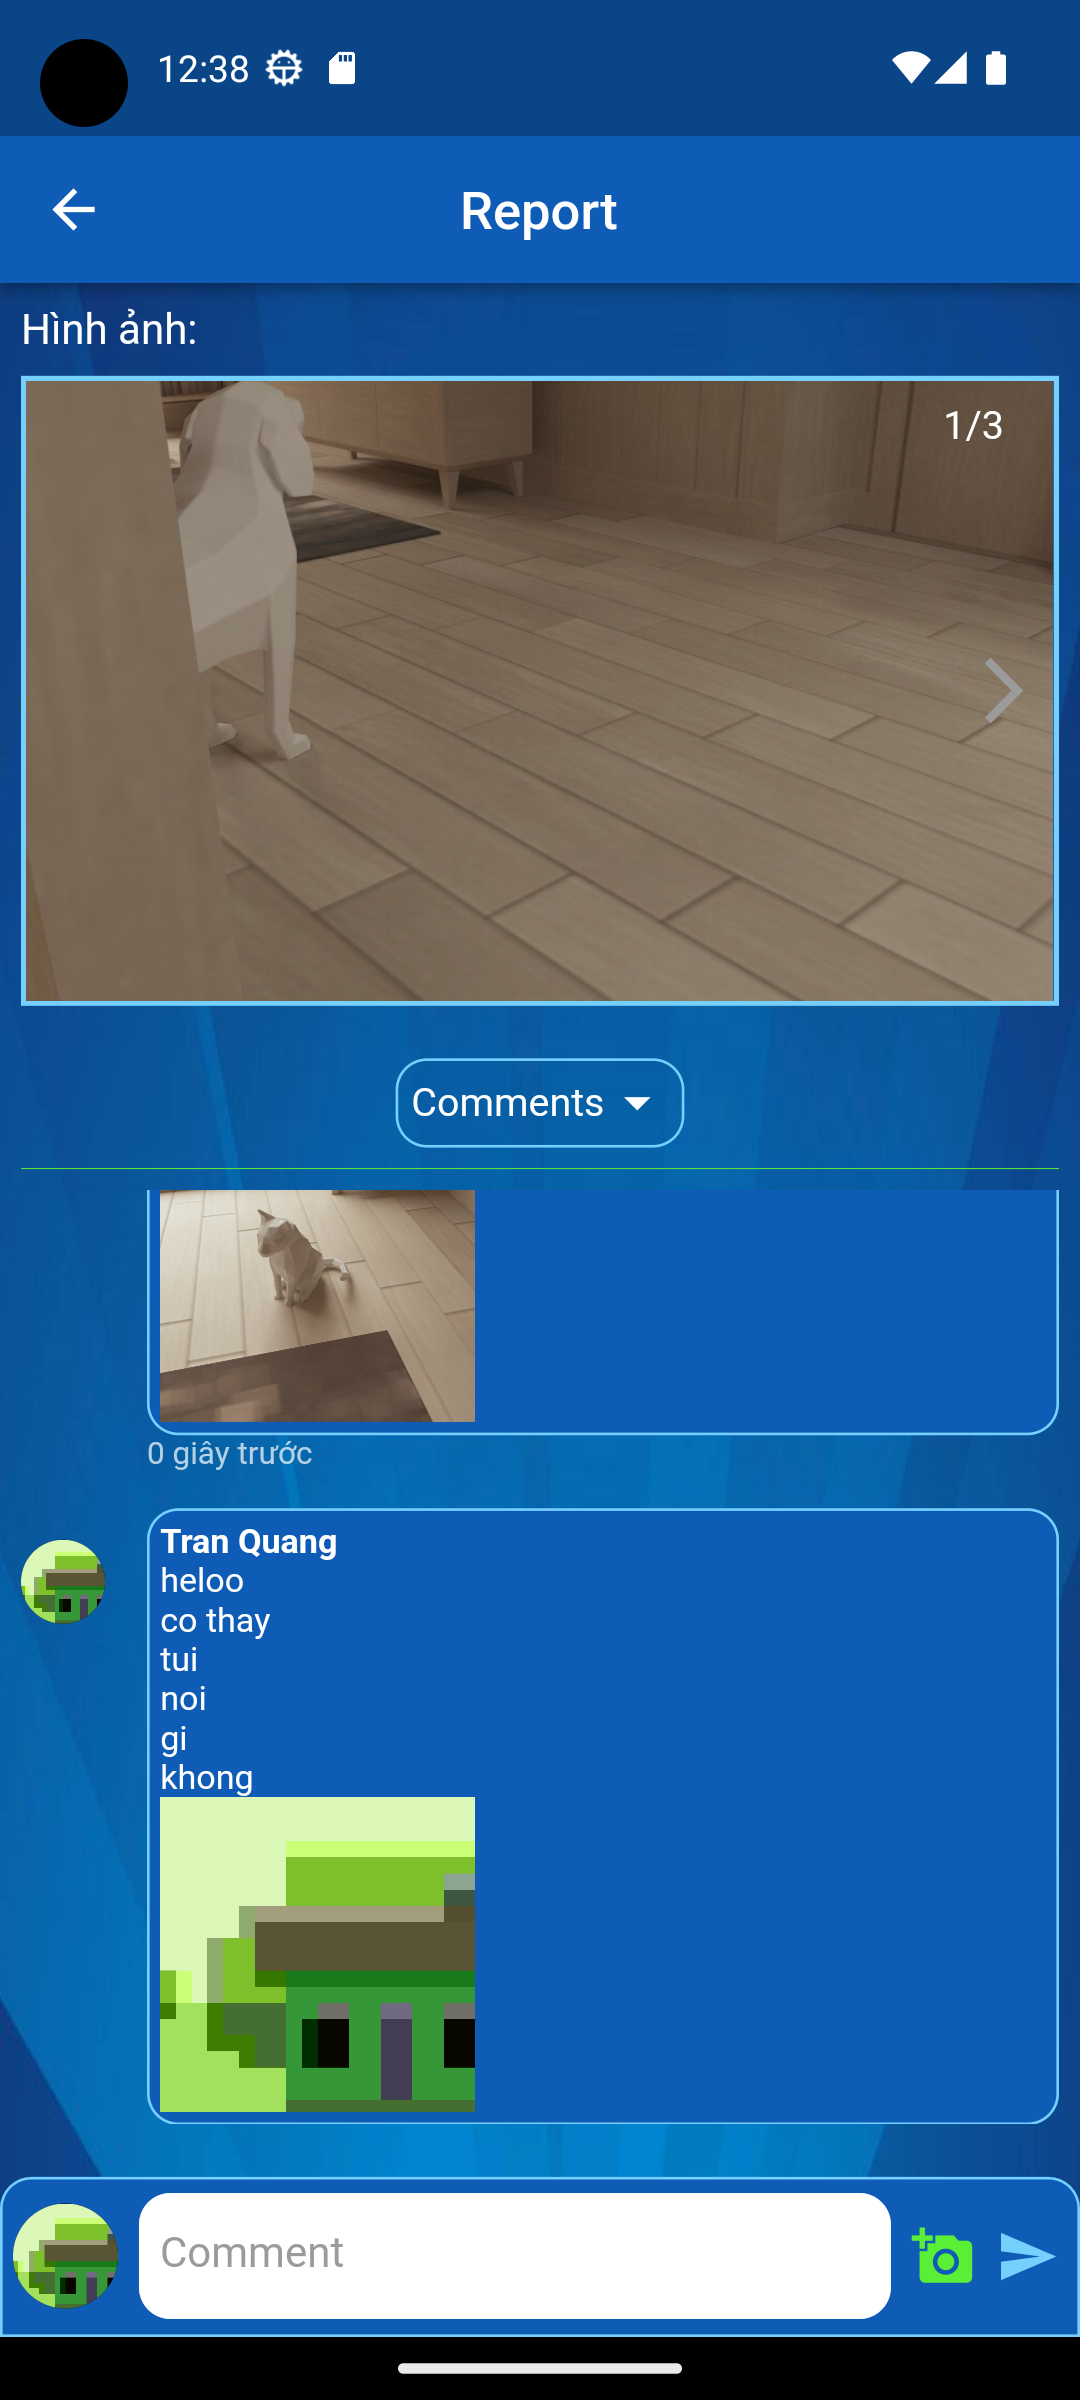 12:38
Report
Hình ảnh:
1/3
Comments
0 giây trước
Tran Quang
heloo
co thay
tui
noi
gi
khong
Comment